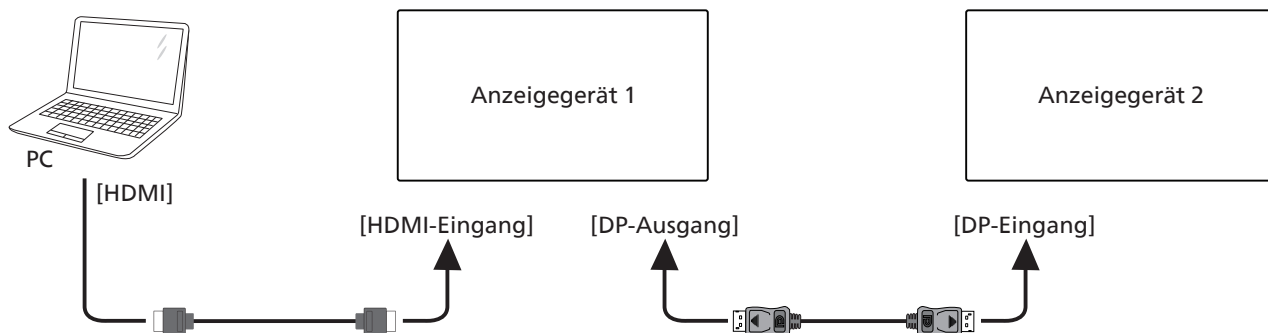 Anzeigegerät 1
Anzeigegerät 2
PC
[HDMI]
[HDMI-Eingang]
[DP-Ausgang]
[DP-Eingang]